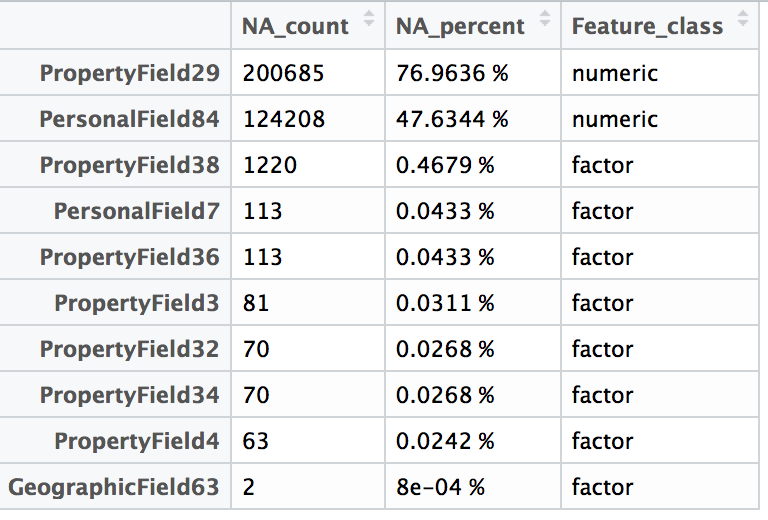 NA_count NA_percent Feature_class
PropertyField29 200685 76.9636 % numeric
PersonalField84 124208 47.6344 % numeric
PropertyField38 1220 0.4679 % factor
PersonalField7 113 0.0433 % factor
PropertyField36 113 0.0433 % factor
PropertyField3 81 0.0311 % factor
PropertyField32 70 0.0268 % factor
PropertyField34 70 0.0268 % factor
PropertyField4 63 0.0242 % factor
GeographicField63 2 8e-04 % factor